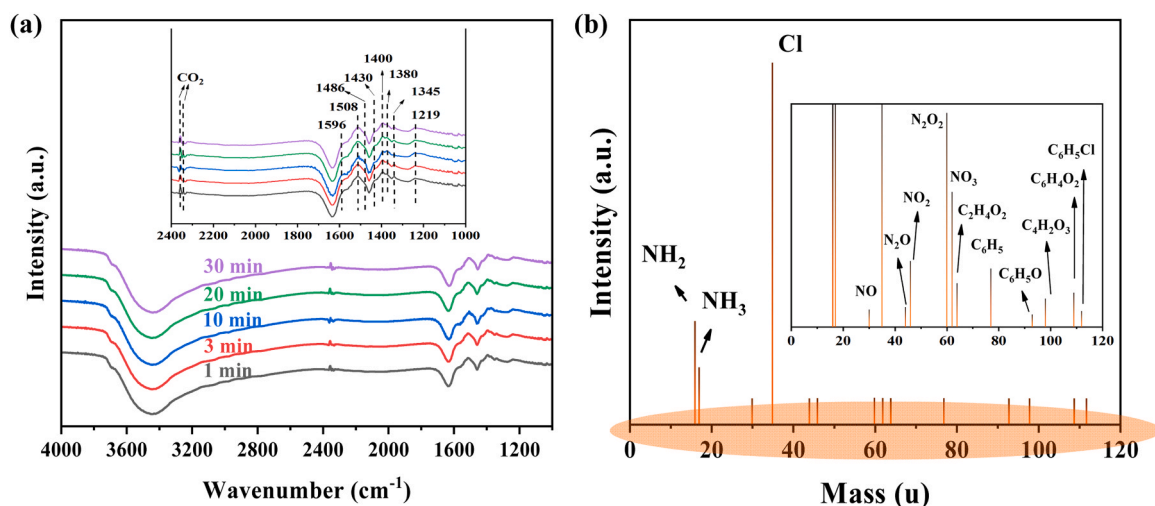 (a)
CO2
1486
1508
1596
1430
1400
1380
1345
1219
2400 2200 2000 1800 1600 1400 1200 1000
30 min
20 min
10 min
3 min
1 min
4000 3600 3200 2800 2400 2000 1600 1200
Wavenumber (cm-1)
Intensity (a.u.)
(b)
Cl
NH2
NH3
NO
N2O
NO2
N2O2
NO3
C2H4O2
C6H5
C6H5O
C4H2O3
C6H4O2
C6H5Cl
0 20 40 60 80 100 120
0 20 40 60 80 100 120
Mass (u)
Intensity (a.u.)